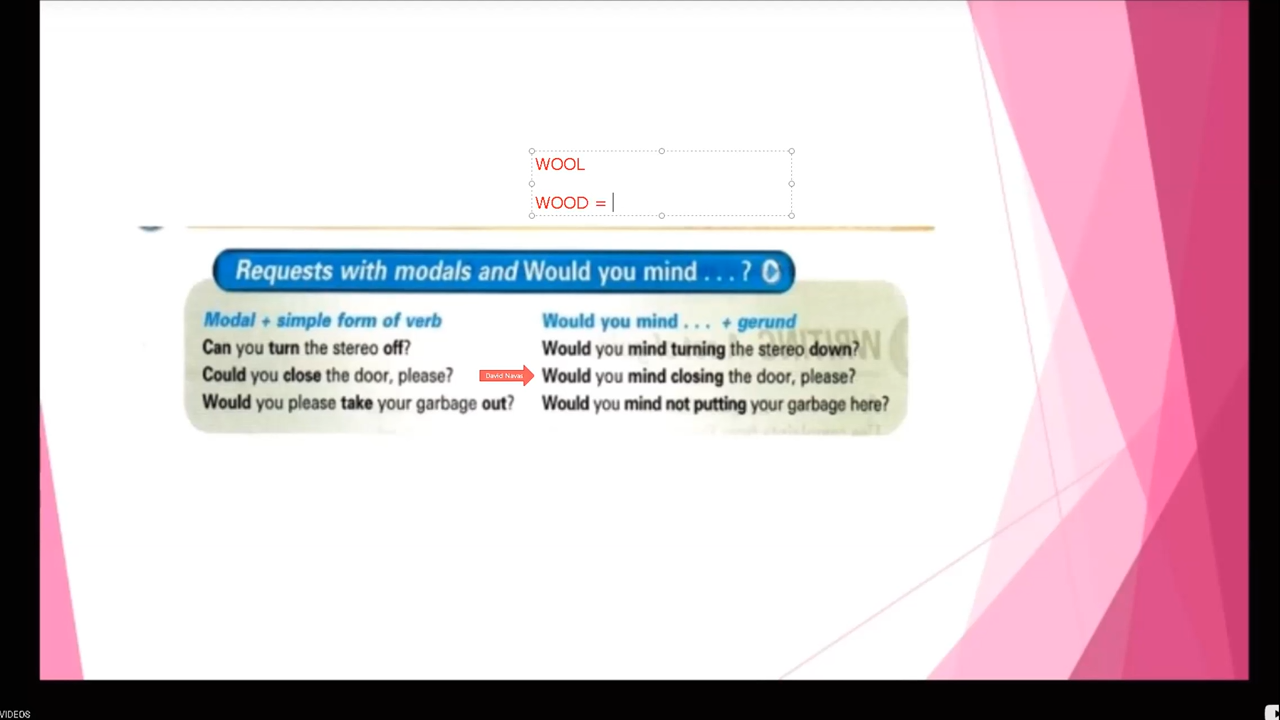 WOOL
WOOD =
Requests with modals and Would you mind . . . ?
Modal + simple form of verb
Can you turn the stereo off?
Could you close the door, please?
Would you please take your garbage out?
David Navas
Would you mind . . . + gerund
Would you mind turning the stereo down?
Would you mind closing the door, please?
Would you mind not putting your garbage here?
WRITING
VIDEOS